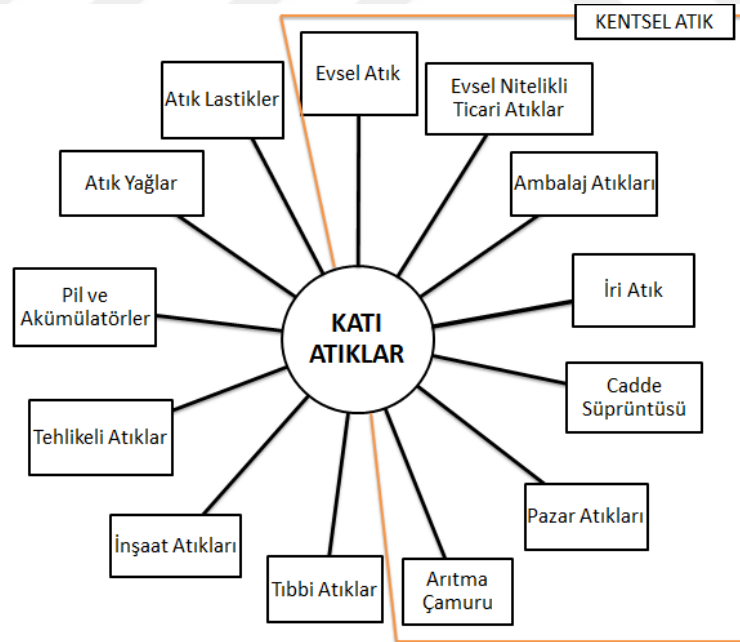 KENTSEL ATIK
Evsel Atık
Evsel Nitelikli
Ticari Atıklar
Atık Lastikler
Ambalaj Atıkları
Atık Yağlar
İri Atık
Pil ve
Akümülatörler
KATI
ATIKLAR
Cadde
Süprüntüsü
Tehlikeli Atıklar
Pazar Atıkları
İnşaat Atıkları
Tıbbi Atıklar
Arıtma
Çamuru